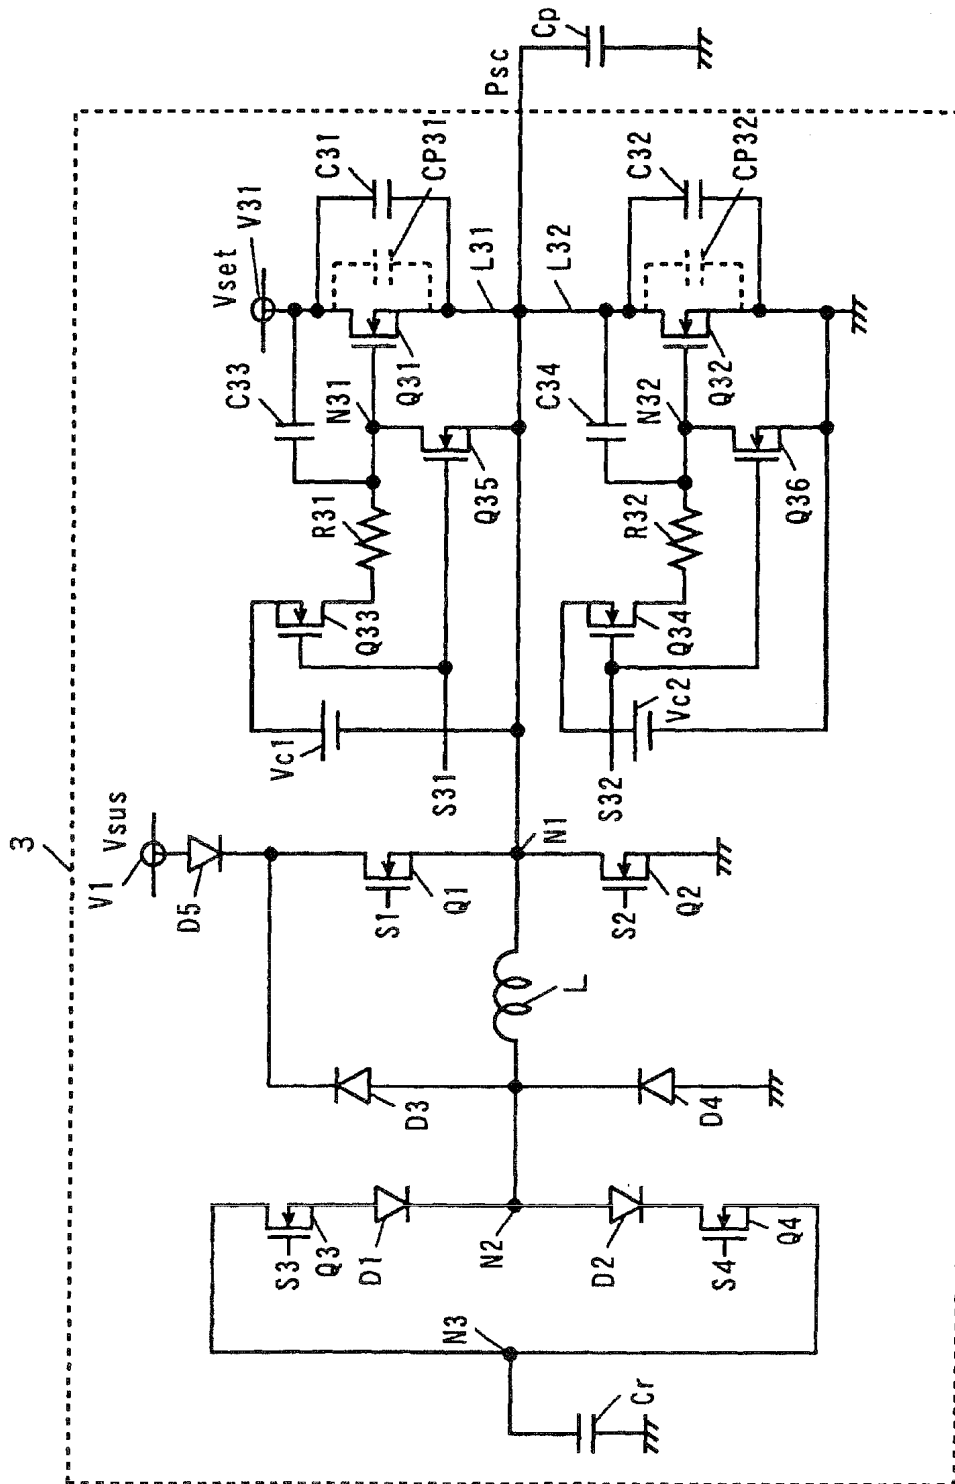 3
V1
Vsus
D5
Vset
V31
C33
C31
CP31
N31
Q31
L31
Psc
Cp
R31
Q33
Q35
Vc1
S31
S1
Q1
N1
L
D3
D4
S2
Q2
L32
C34
C32
CP32
N32
Q32
R32
Q34
Q36
Vc2
S32
S3
Q3
D1
N2
D2
S4
Q4
N3
Cr